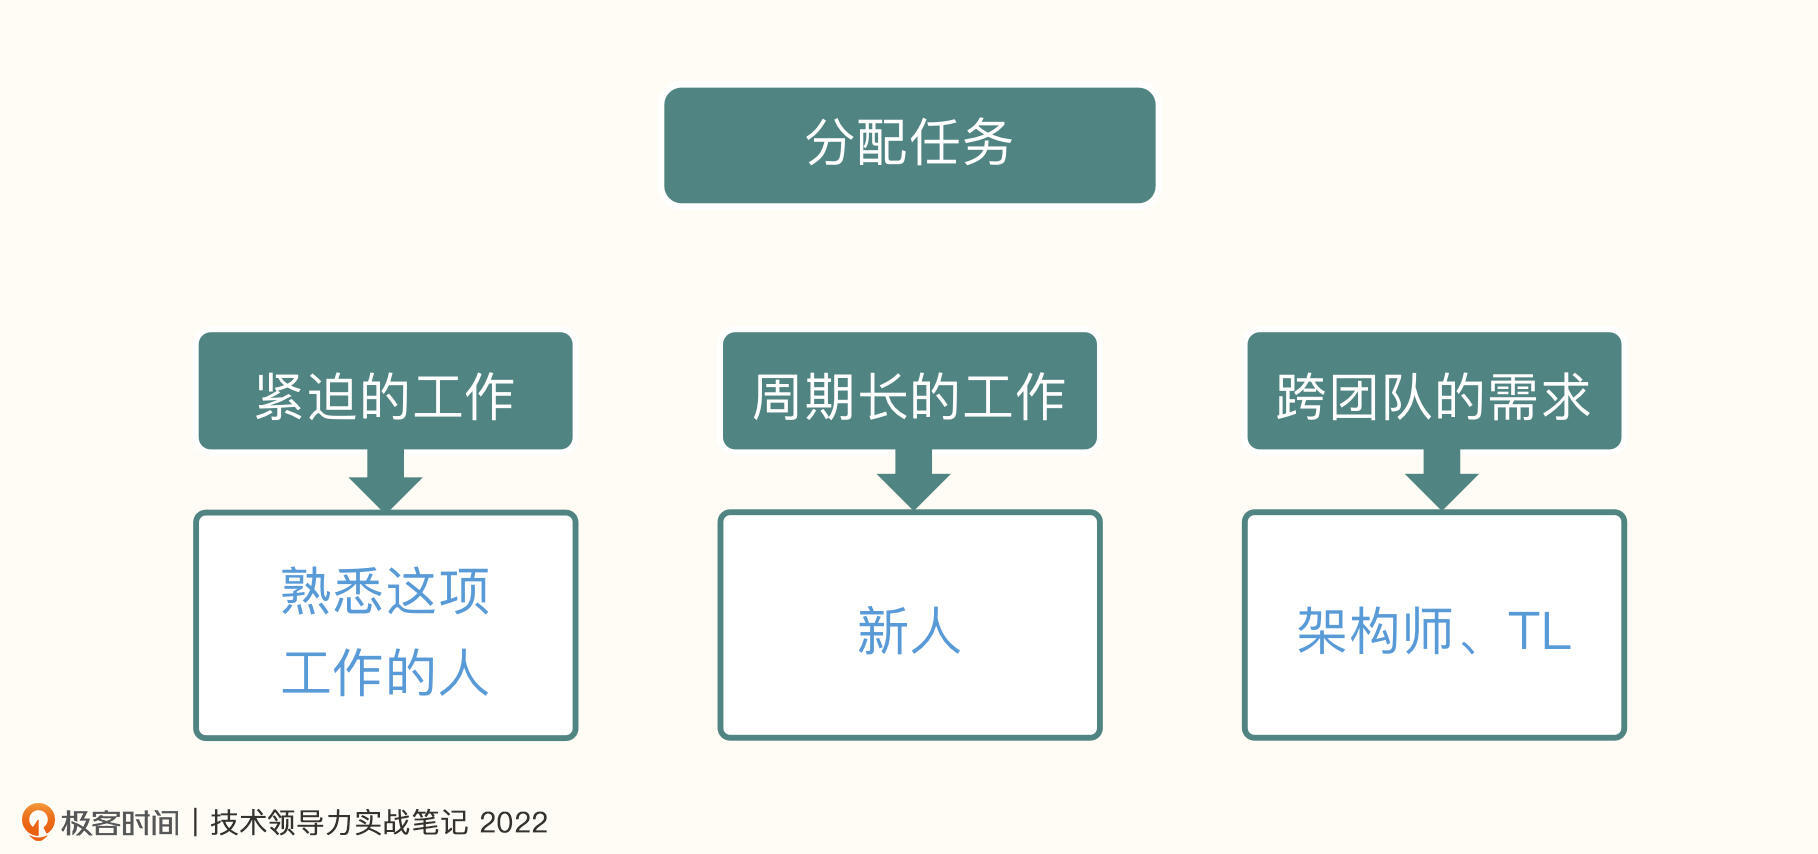 分配任务
紧迫的工作
周期长的工作
跨团队的需求
熟悉这项
工作的人
新人
架构师、TL
极客时间 | 技术领导力实战笔记 2022